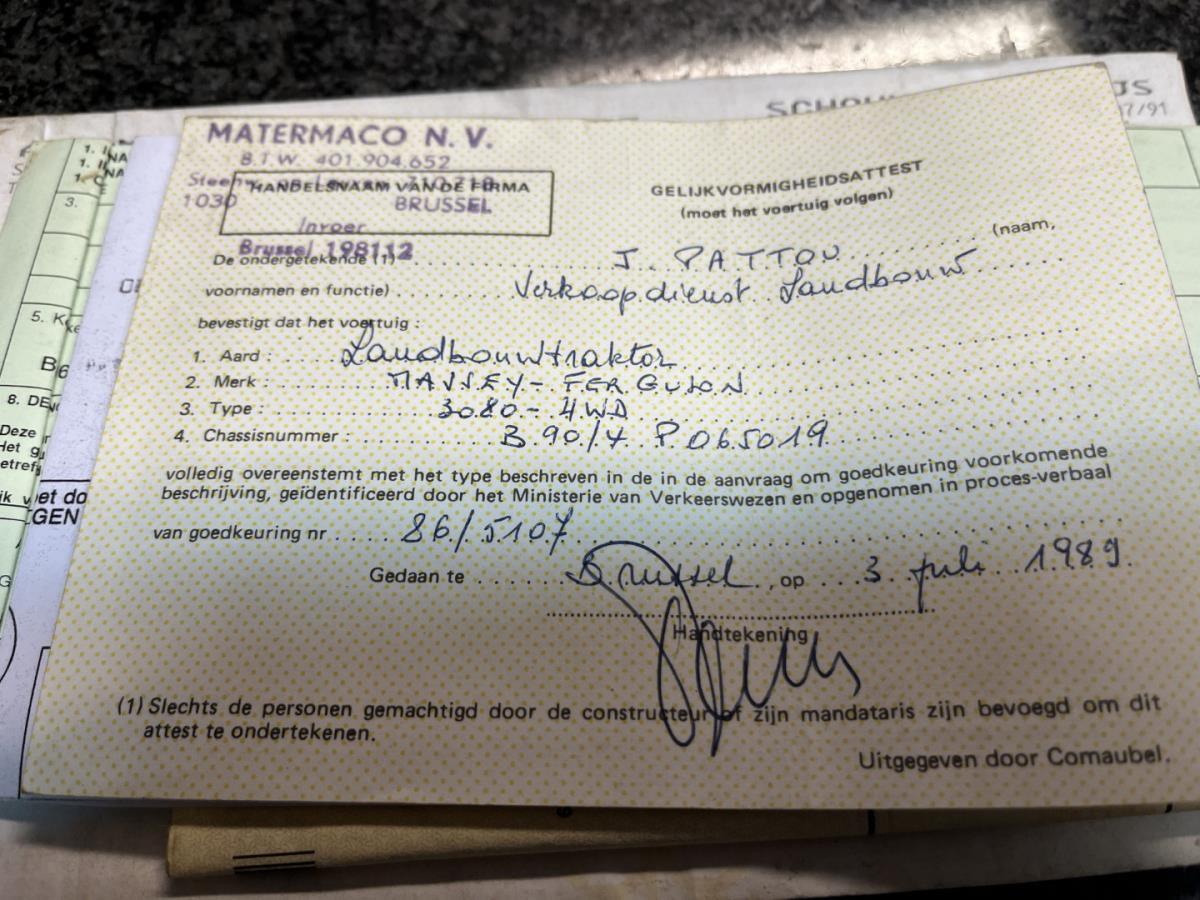 MATERMACO N. V.
B.T.W. 401.904.652
HANDELSNAAM VAN DE FIRMA
1030 BRUSSEL
Invoer
Brussel 198112
GELIJKVORMIGHEIDSATTEST
(moet het voertuig volgen)
De ondergetekende (1) J. PATTOU (naam,
voornamen en functie) Verkoopdienst Landbouw
bevestigt dat het voertuig :
1. Aard : Landbouwtraktor
2. Merk : MASSEY-FERGUSON
3. Type : 3080-4WD
4. Chassisnummer : B.90/4 P065019
volledig overeenstemt met het type beschreven in de in de aanvraag om goedkeuring voorkomende
beschrijving, geïdentificeerd door het Ministerie van Verkeerswezen en opgenomen in proces-verbaal
van goedkeuring nr 86/5107
Gedaan te Brussel, op 3 juli 1989.
Handtekening
(1) Slechts de personen gemachtigd door de constructeur of zijn mandataris zijn bevoegd om dit
attest te ondertekenen.
Uitgegeven door Comaubel.